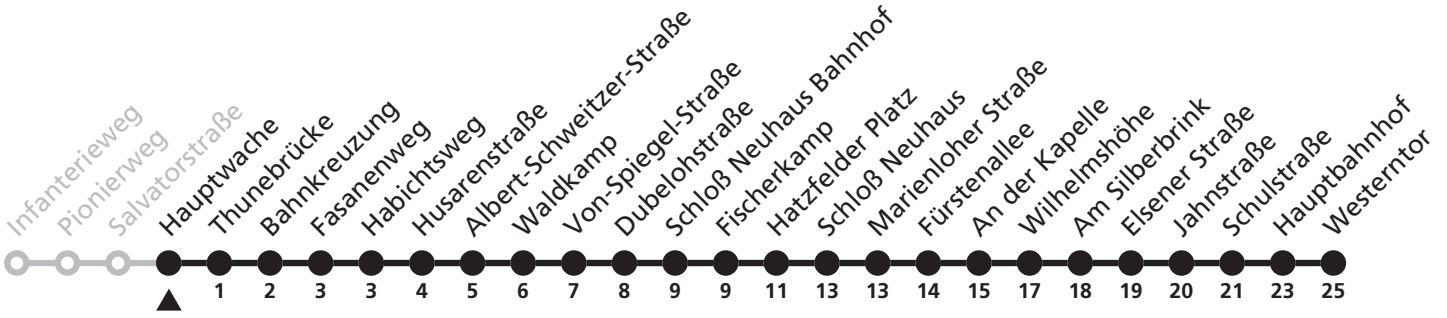 Infanterieweg
Pionierweg
Salvatorstraße
Hauptwache
Thunebrücke
Bahnkreuzung
Fasanenweg
Habichtsweg
Husarenstraße
Albert-Schweitzer-Straße
Waldkamp
Von-Spiegel-Straße
Dubelohstraße
Schloß Neuhaus Bahnhof
Fischerkamp
Hatzfelder Platz
Schloß Neuhaus
Marienloher Straße
Fürstenallee
An der Kapelle
Wilhelmshöhe
Am Silberbrink
Elsener Straße
Jahnstraße
Schulstraße
Hauptbahnhof
Westerntor
1 2 3 3 4 5 6 7 8 9 9 11 13 13 14 15 17 18 19 20 21 23 25